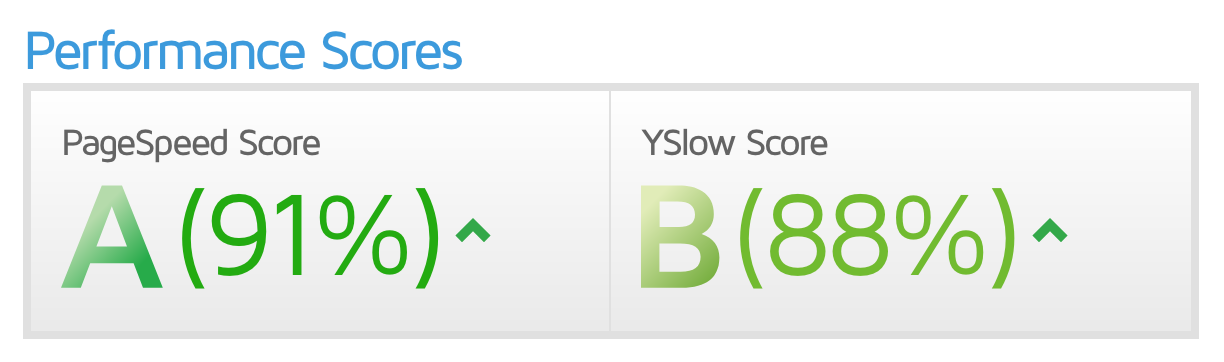 Performance Scores
PageSpeed Score
A (91%)
YSlow Score
B (88%)